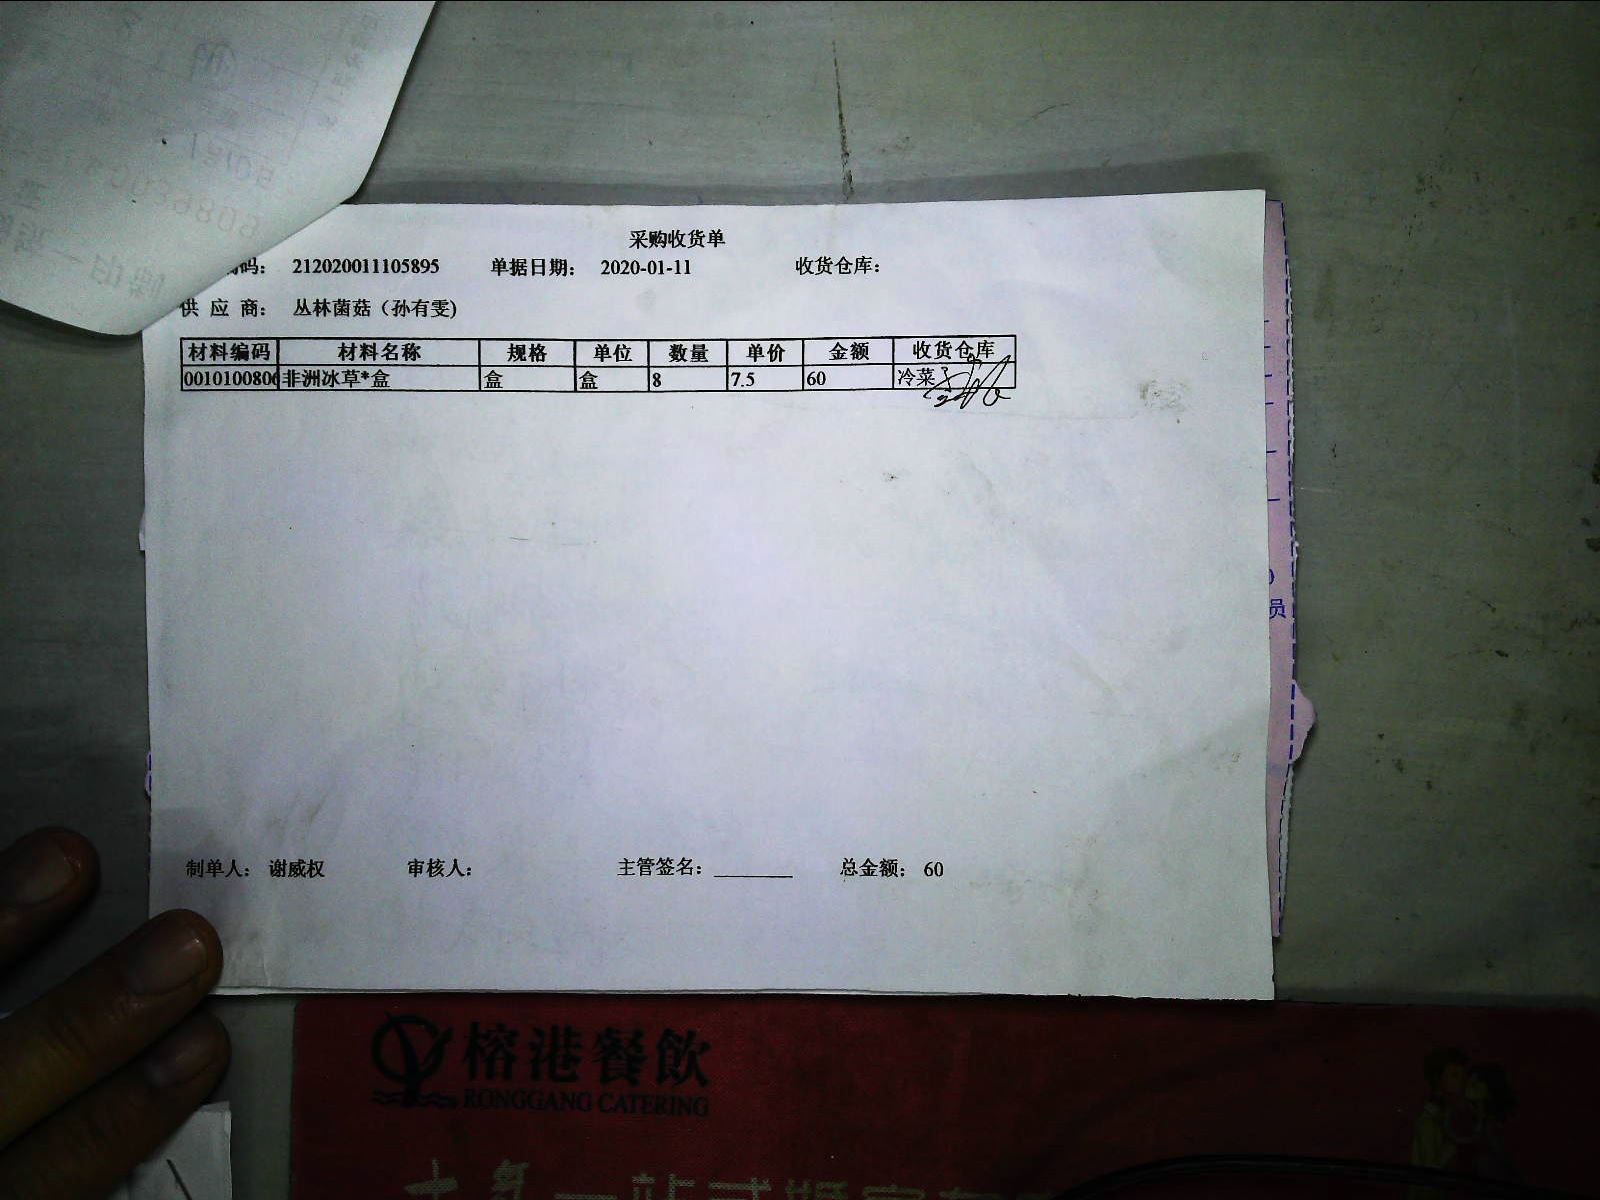 采购收货单
码： 212020011105895 单据日期： 2020-01-11 收货仓库：
供 应 商： 丛林菌菇（孙有雯)
材料编码 材料名称 规格 单位 数量 单价 金额 收货仓库
0010100806 非洲冰草*盒 盒 盒 8 7.5 60 冷菜
制单人： 谢威权 审核人： 主管签名： 总金额： 60
员
榕港餐飲
RONGGANG CATERING